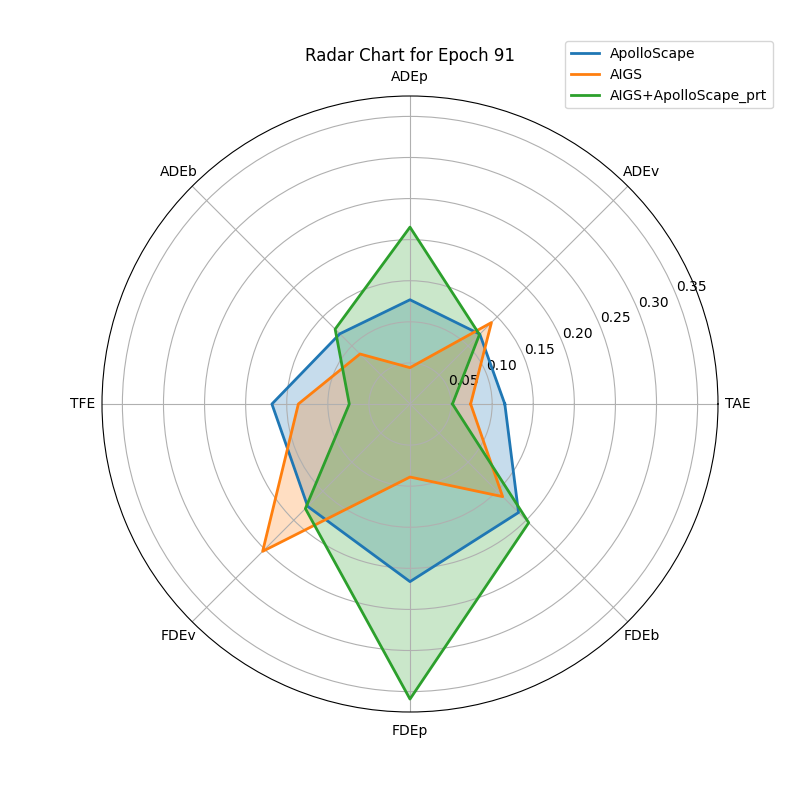 Radar Chart for Epoch 91
ApolloScape
AIGS
AIGS+ApolloScape_prt
ADEp
ADEb
ADEv
TFE
TAE
FDEv
FDEb
FDEp
0.05
0.10
0.15
0.20
0.25
0.30
0.35